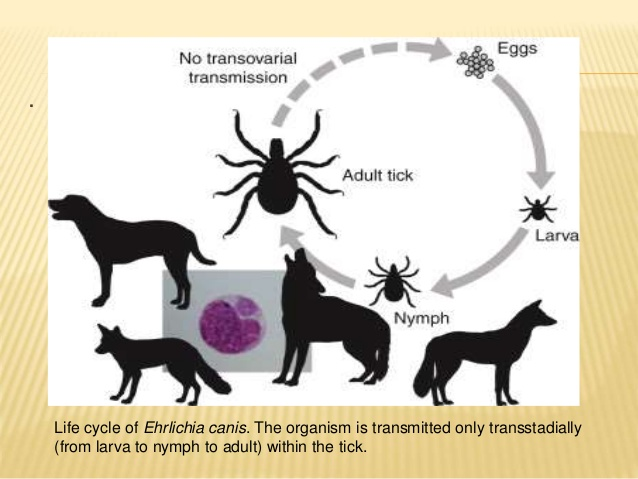 No transovarial
transmission
Eggs
Adult tick
Larva
Nymph
.
Life cycle of Ehrlichia canis. The organism is transmitted only transstadially
(from larva to nymph to adult) within the tick.